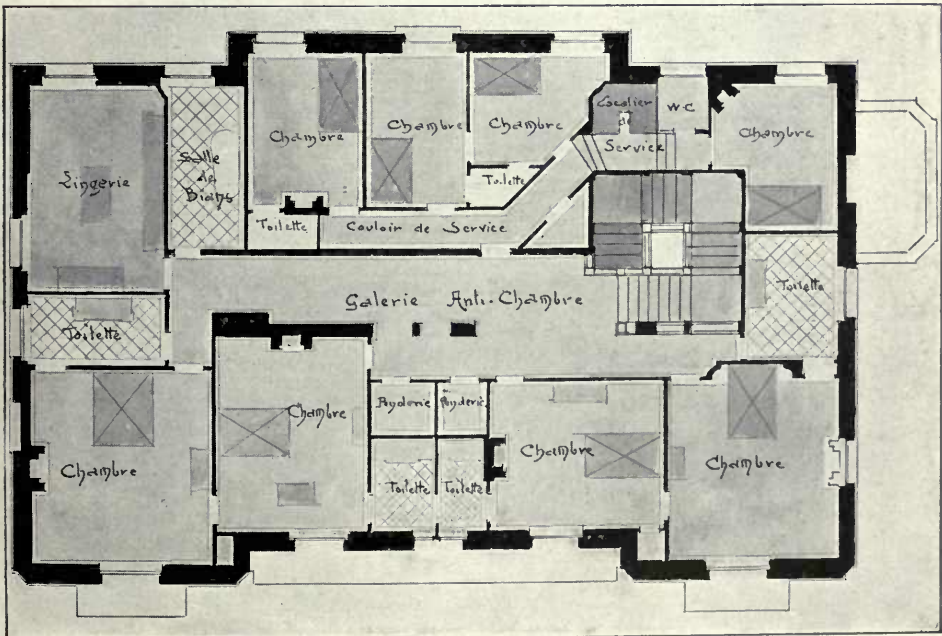 Chambre
Chambre
Chambre
Escalier
de
Service
W.C
Chambre
Lingerie
Salle
de
Bians
Toilette
Toilette
Couloir de Service
Galerie Anti-Chambre
Toilette
Toilette
Chambre
Chambre
Penderie
Penderie
Toilette
Toilette
Chambre
Chambre